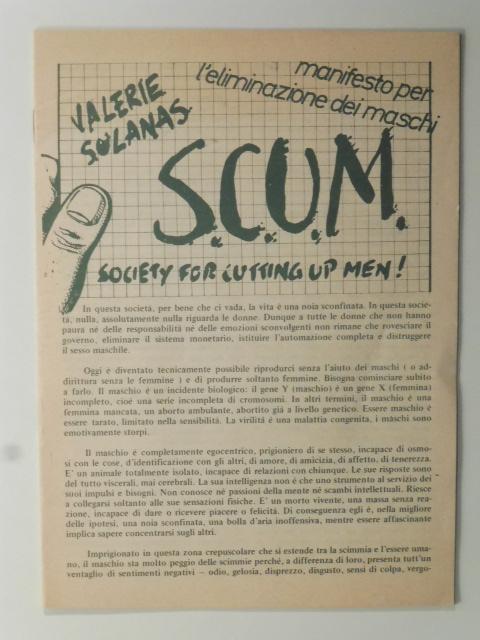 VALERIE
SOLANAS
manifesto per
l'eliminazione dei maschi
S.C.U.M.
SOCIETY FOR CUTTING UP MEN!
In questa società, per bene che ci vada, la vita è una noia sconfinata. In questa socie-
tà, nulla, assolutamente nulla riguarda le donne. Dunque a tutte le donne che non hanno
paura né delle responsabilità né delle emozioni sconvolgenti non rimane che rovesciare il
governo, eliminare il sistema monetario, istituire l'automazione completa e distruggere
il sesso maschile.
Oggi è diventato tecnicamente possibile riprodurci senza l'aiuto dei maschi ( o ad-
dirittura senza le femmine ) e di produrre soltanto femmine. Bisogna cominciare subito
a farlo. Il maschio è un incidente biologico: il gene Y (maschio) è un gene X (femmina)
incompleto, cioè una serie incompleta di cromosomi. In altri termini, il maschio è una
femmina mancata, un aborto ambulante, abortito già a livello genetico. Essere maschio è
essere tarato, limitato nella sensibilità. La virilità è una malattia congenita, i maschi sono
emotivamente storpi.
Il maschio è completamente egocentrico, prigioniero di se stesso, incapace di osmo-
si con le cose, d'identificazione con gli altri, di amore, di amicizia, di affetto, di tenerezza.
E' un animale totalmente isolato, incapace di relazioni con chiunque. Le sue risposte sono
del tutto viscerali, mai cerebrali. La sua intelligenza non è che uno strumento al servizio dei
suoi impulsi e bisogni. Non conosce né passioni della mente né scambi intellettuali. Riesce
a collegarsi soltanto alle sue sensazioni fisiche. E' un morto vivente, una massa senza rea-
zione, incapace di dare o ricevere piacere o felicità. Di conseguenza egli è, nella migliore
delle ipotesi, una noia sconfinata, una bolla d'aria inoffensiva, mentre essere affascinante
implica sapere concentrarsi sugli altri.
Imprigionato in questa zona crepuscolare che si estende tra la scimmia e l'essere uma-
no, il maschio sta molto peggio delle scimmie perché, a differenza di loro, presenta tutt'un
ventaglio di sentimenti negativi – odio, gelosia, disprezzo, disgusto, sensi di colpa, vergo-